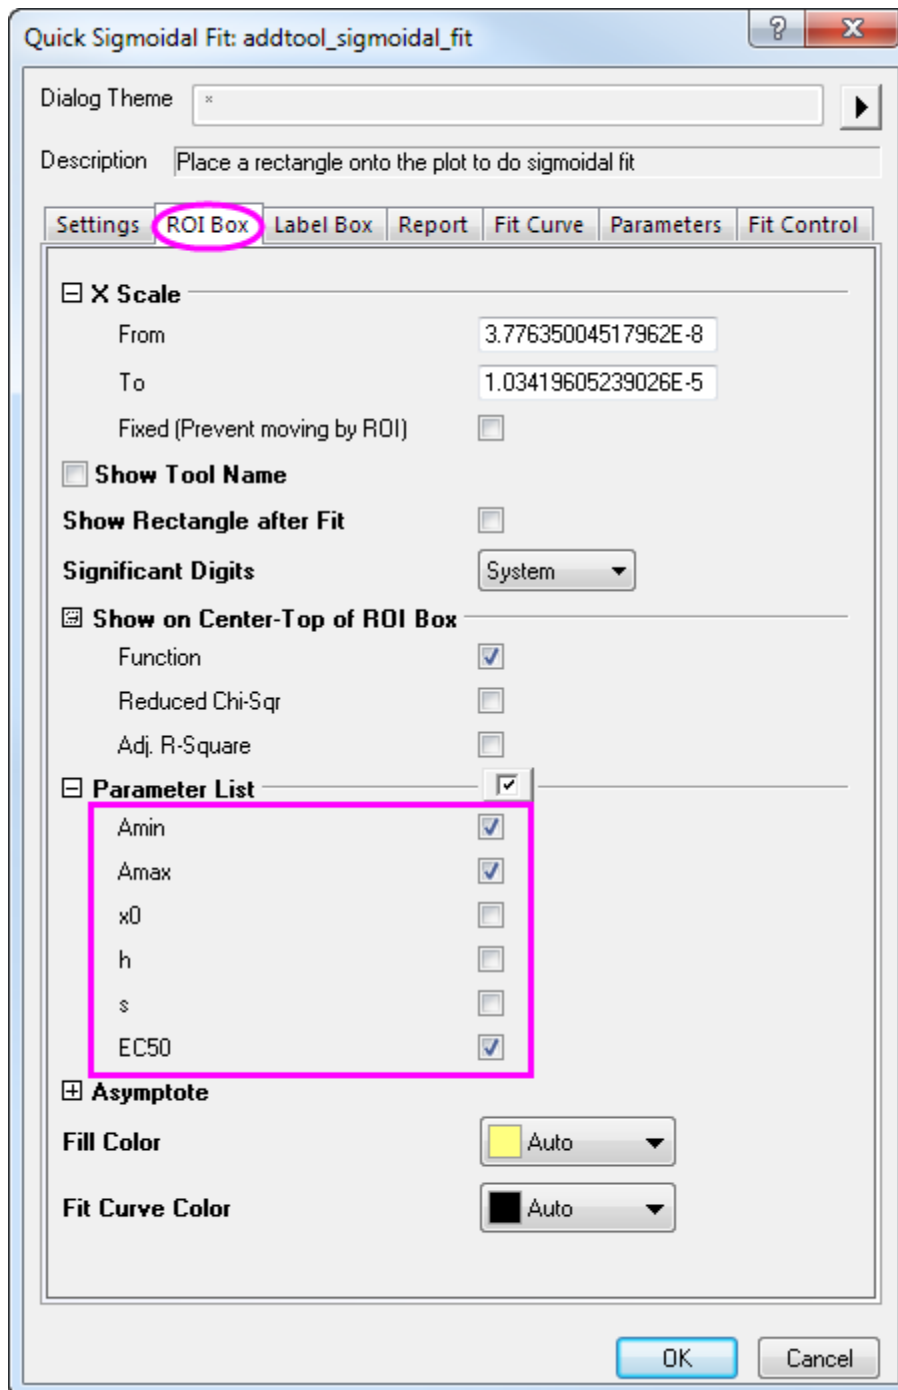 Quick Sigmoidal Fit: addtool_sigmoidal_fit
Dialog Theme *
Description Place a rectangle onto the plot to do sigmoidal fit
Settings ROI Box Label Box Report Fit Curve Parameters Fit Control
X Scale
From 3.77635004517962E-8
To 1.03419605239026E-5
Fixed (Prevent moving by ROI)
Show Tool Name
Show Rectangle after Fit
Significant Digits System
Show on Center-Top of ROI Box
Function
Reduced Chi-Sqr
Adj. R-Square
Parameter List
Amin
Amax
x0
h
s
EC50
Asymptote
Fill Color Auto
Fit Curve Color Auto
OK Cancel